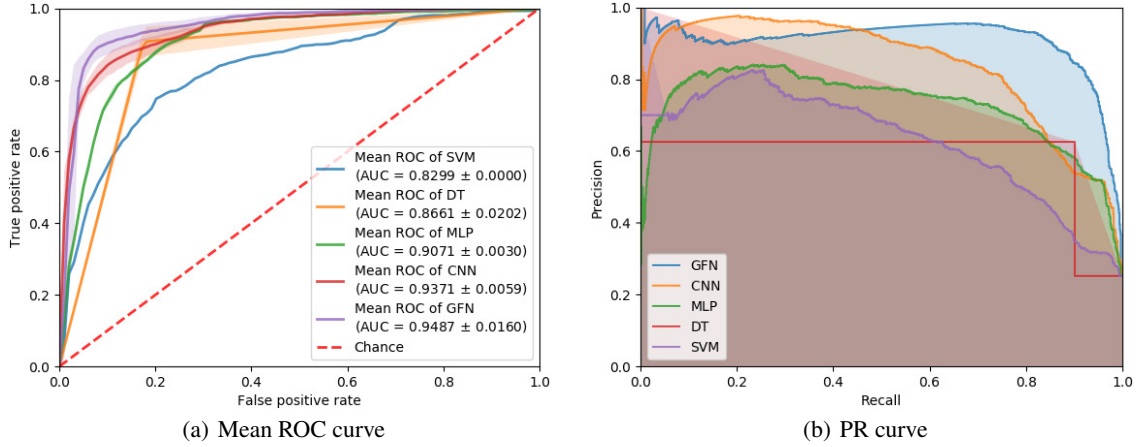 1.0
0.8
0.6
0.4
0.2
0.0
True positive rate
0.0
0.2
0.4
0.6
0.8
1.0
False positive rate
Mean ROC of SVM
(AUC = 0.8299 ± 0.0000)
Mean ROC of DT
(AUC = 0.8661 ± 0.0202)
Mean ROC of MLP
(AUC = 0.9071 ± 0.0030)
Mean ROC of CNN
(AUC = 0.9371 ± 0.0059)
Mean ROC of GFN
(AUC = 0.9487 ± 0.0160)
Chance
(a) Mean ROC curve
1.0
0.8
0.6
0.4
0.2
0.0
Precision
0.0
0.2
0.4
0.6
0.8
1.0
Recall
GFN
CNN
MLP
DT
SVM
(b) PR curve